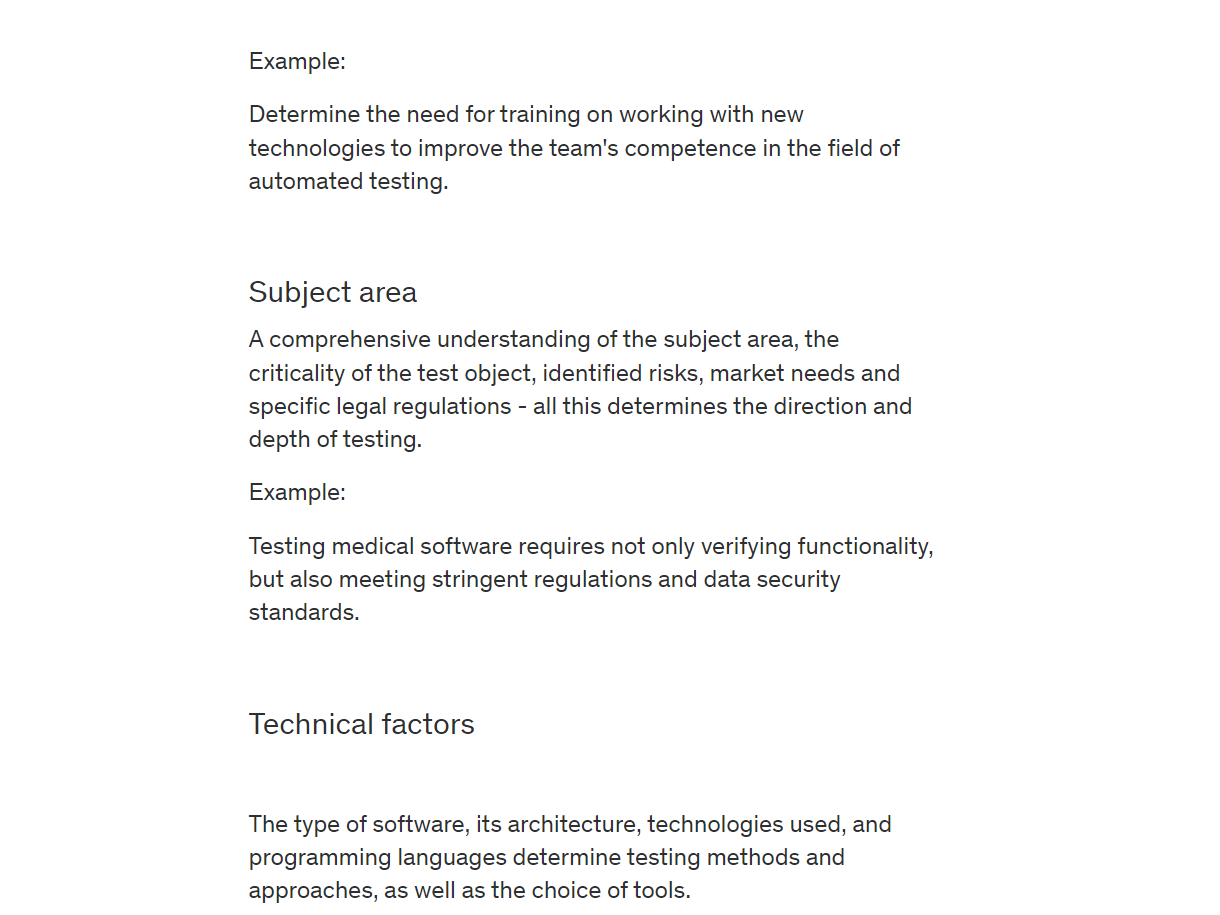 Example:
Determine the need for training on working with new
technologies to improve the team's competence in the field of
automated testing.
Subject area
A comprehensive understanding of the subject area, the
criticality of the test object, identified risks, market needs and
specific legal regulations - all this determines the direction and
depth of testing.
Example:
Testing medical software requires not only verifying functionality,
but also meeting stringent regulations and data security
standards.
Technical factors
The type of software, its architecture, technologies used, and
programming languages determine testing methods and
approaches, as well as the choice of tools.